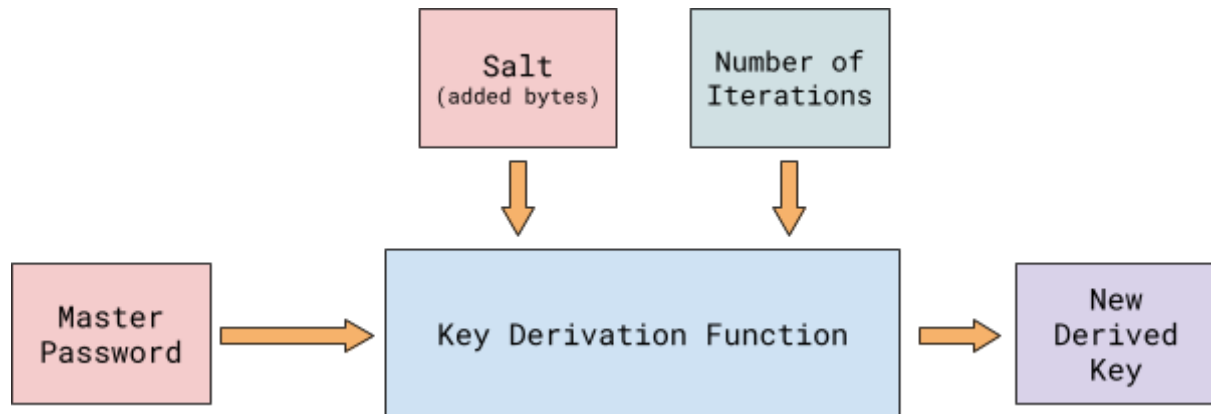 Salt
(added bytes)
Number of
Iterations
Master
Password
Key Derivation Function
New
Derived
Key